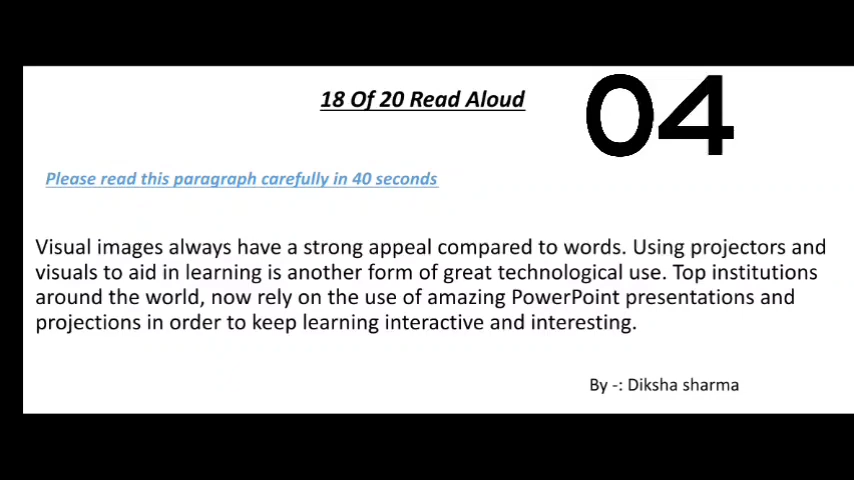 18 Of 20 Read Aloud
04
Please read this paragraph carefully in 40 seconds
Visual images always have a strong appeal compared to words. Using projectors and
visuals to aid in learning is another form of great technological use. Top institutions
around the world, now rely on the use of amazing PowerPoint presentations and
projections in order to keep learning interactive and interesting.
By -: Diksha sharma